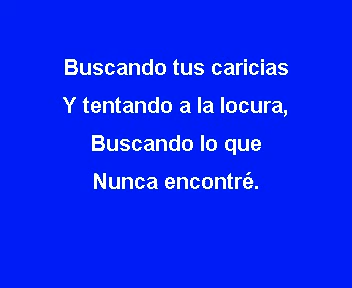 Buscando tus caricias
Y tentando a la locura,
Buscando lo que
Nunca encontré.